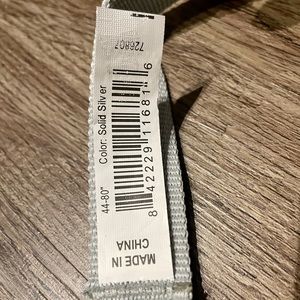 726807
Color: Solid Silver
44-80"
8 42229 11681 6
MADE IN
CHINA